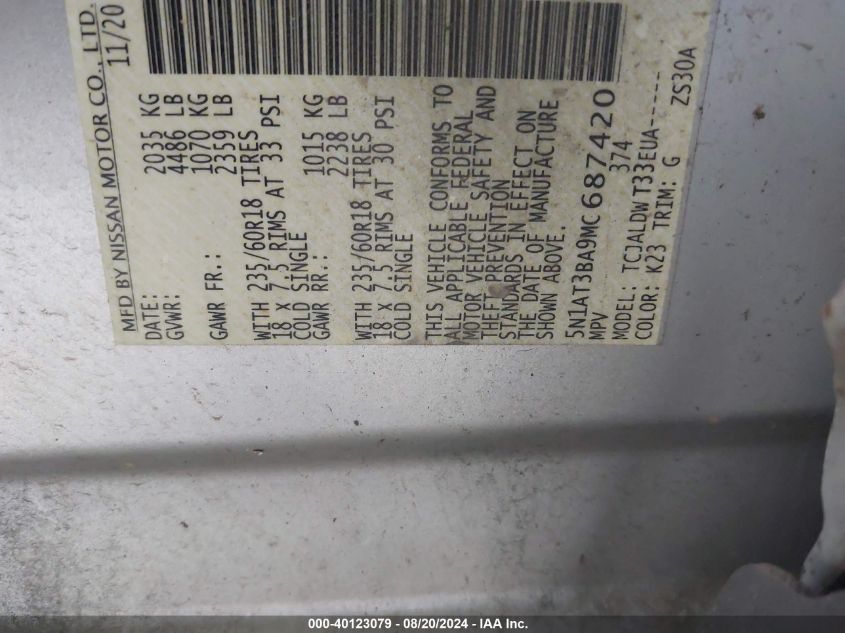 MFD BY NISSAN MOTOR CO., LTD.
DATE: 11/20
GVWR: 2035 KG
4486 LB
GAWR FR.: 1070 KG
2359 LB
WITH 235/60R18 TIRES
18 X 7.5 RIMS AT 33 PSI
COLD SINGLE
GAWR RR.: 1015 KG
2238 LB
WITH 235/60R18 TIRES
18 X 7.5 RIMS AT 30 PSI
COLD SINGLE
THIS VEHICLE CONFORMS TO
ALL APPLICABLE FEDERAL
MOTOR VEHICLE SAFETY AND
THEFT PREVENTION
STANDARDS IN EFFECT ON
THE DATE OF MANUFACTURE
SHOWN ABOVE.
5N1AT3BA9MC687420
MPV 374
MODEL: TCJALDWT33EUA------
COLOR: K23 TRIM: G ZS30A
000-40123079 - 08/20/2024 - IAA Inc.